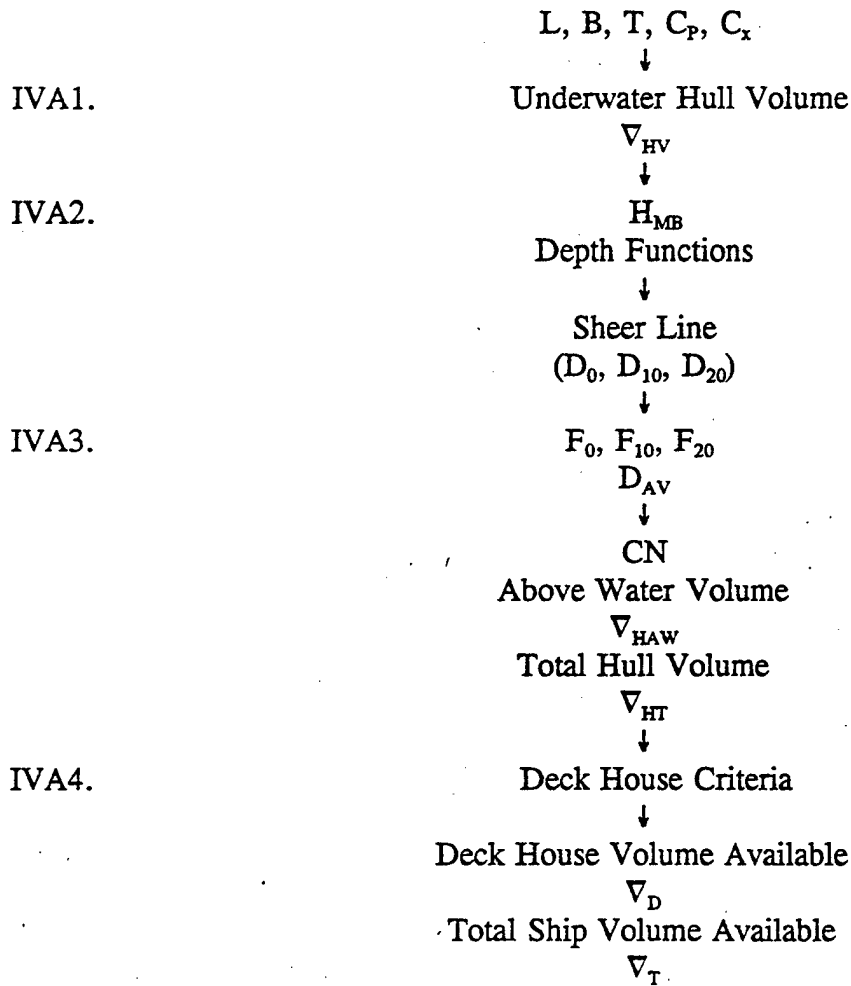 L, B, T, C_P, C_x
↓
IVA1. Underwater Hull Volume
∇_HV
↓
IVA2. H_MB
Depth Functions
↓
Sheer Line
(D_0, D_10, D_20)
↓
IVA3. F_0, F_10, F_20
D_AV
↓
CN
Above Water Volume
∇_HAW
Total Hull Volume
∇_HT
↓
IVA4. Deck House Criteria
↓
Deck House Volume Available
∇_D
Total Ship Volume Available
∇_T